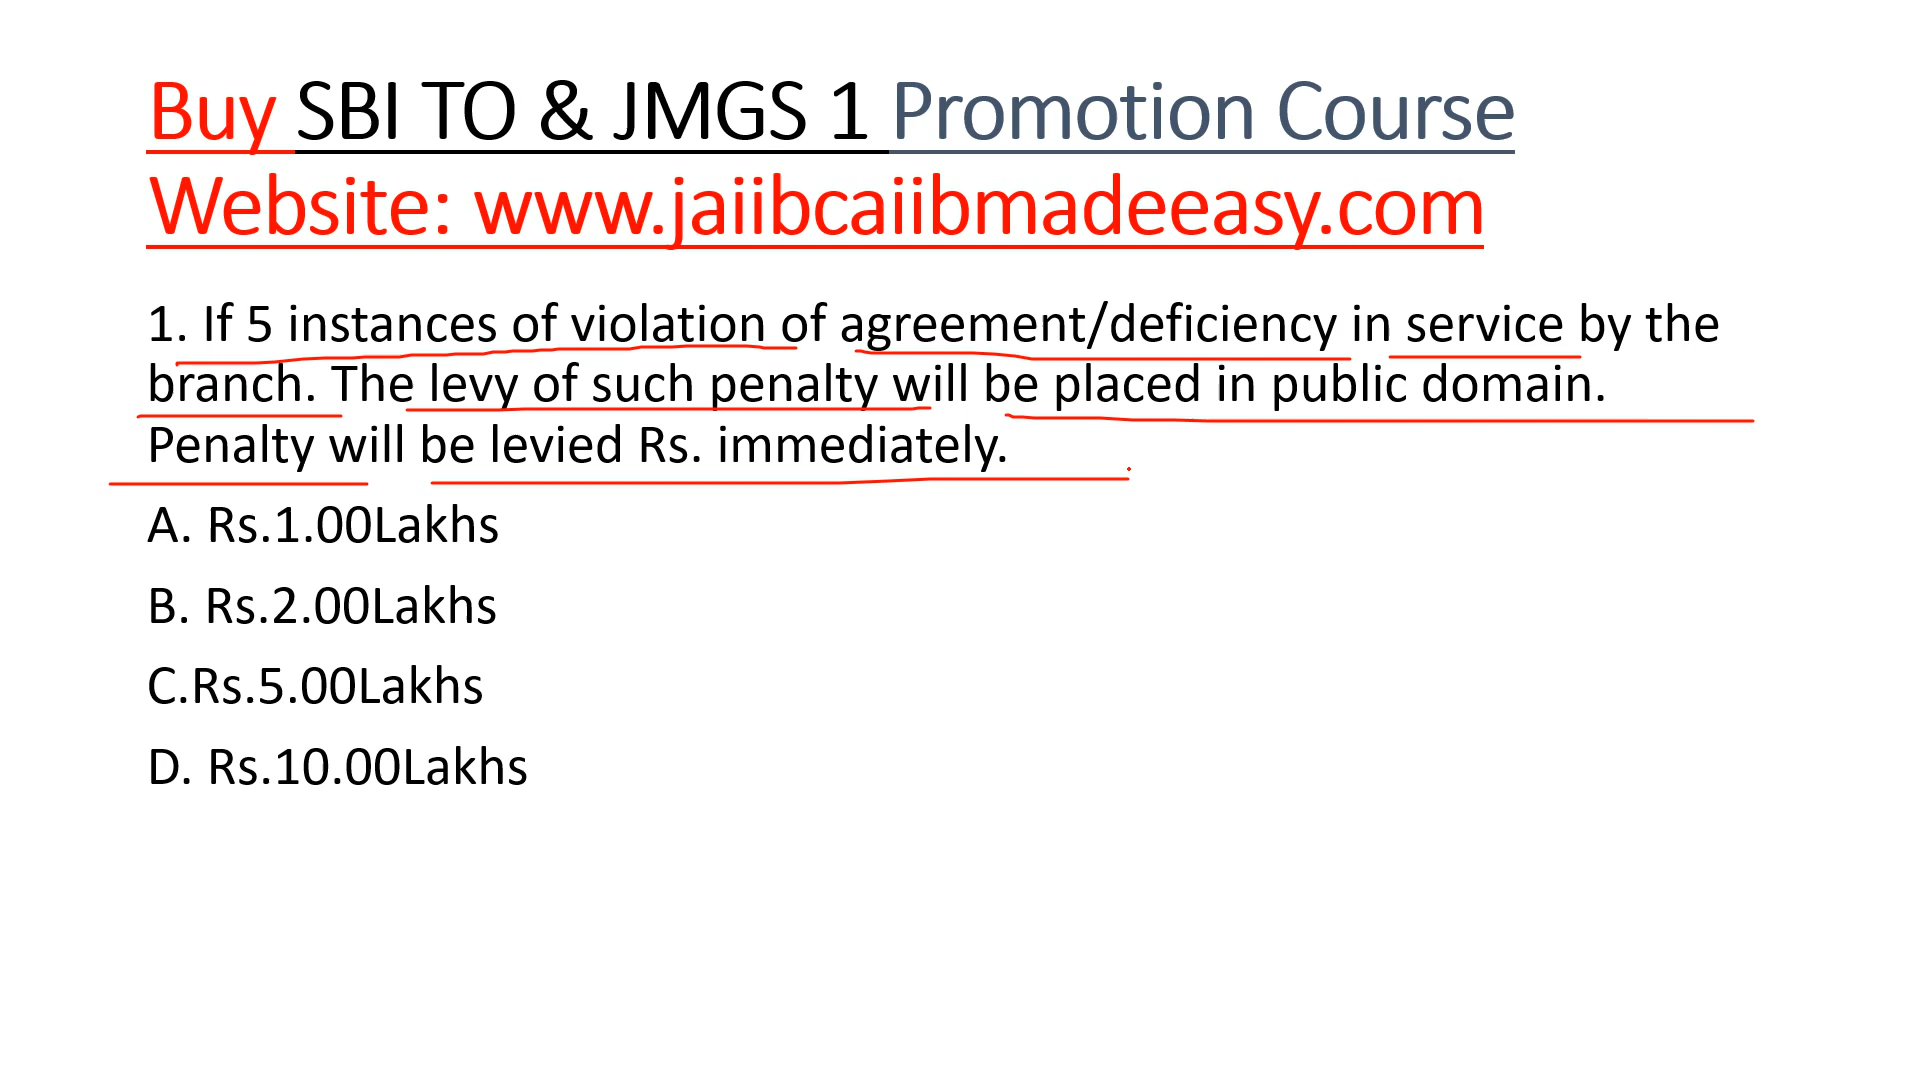 Buy SBI TO & JMGS 1 Promotion Course
Website: www.jaiibcaiibmadeeasy.com
1. If 5 instances of violation of agreement/deficiency in service by the
branch. The levy of such penalty will be placed in public domain.
Penalty will be levied Rs. immediately.
A. Rs.1.00Lakhs
B. Rs.2.00Lakhs
C.Rs.5.00Lakhs
D. Rs.10.00Lakhs